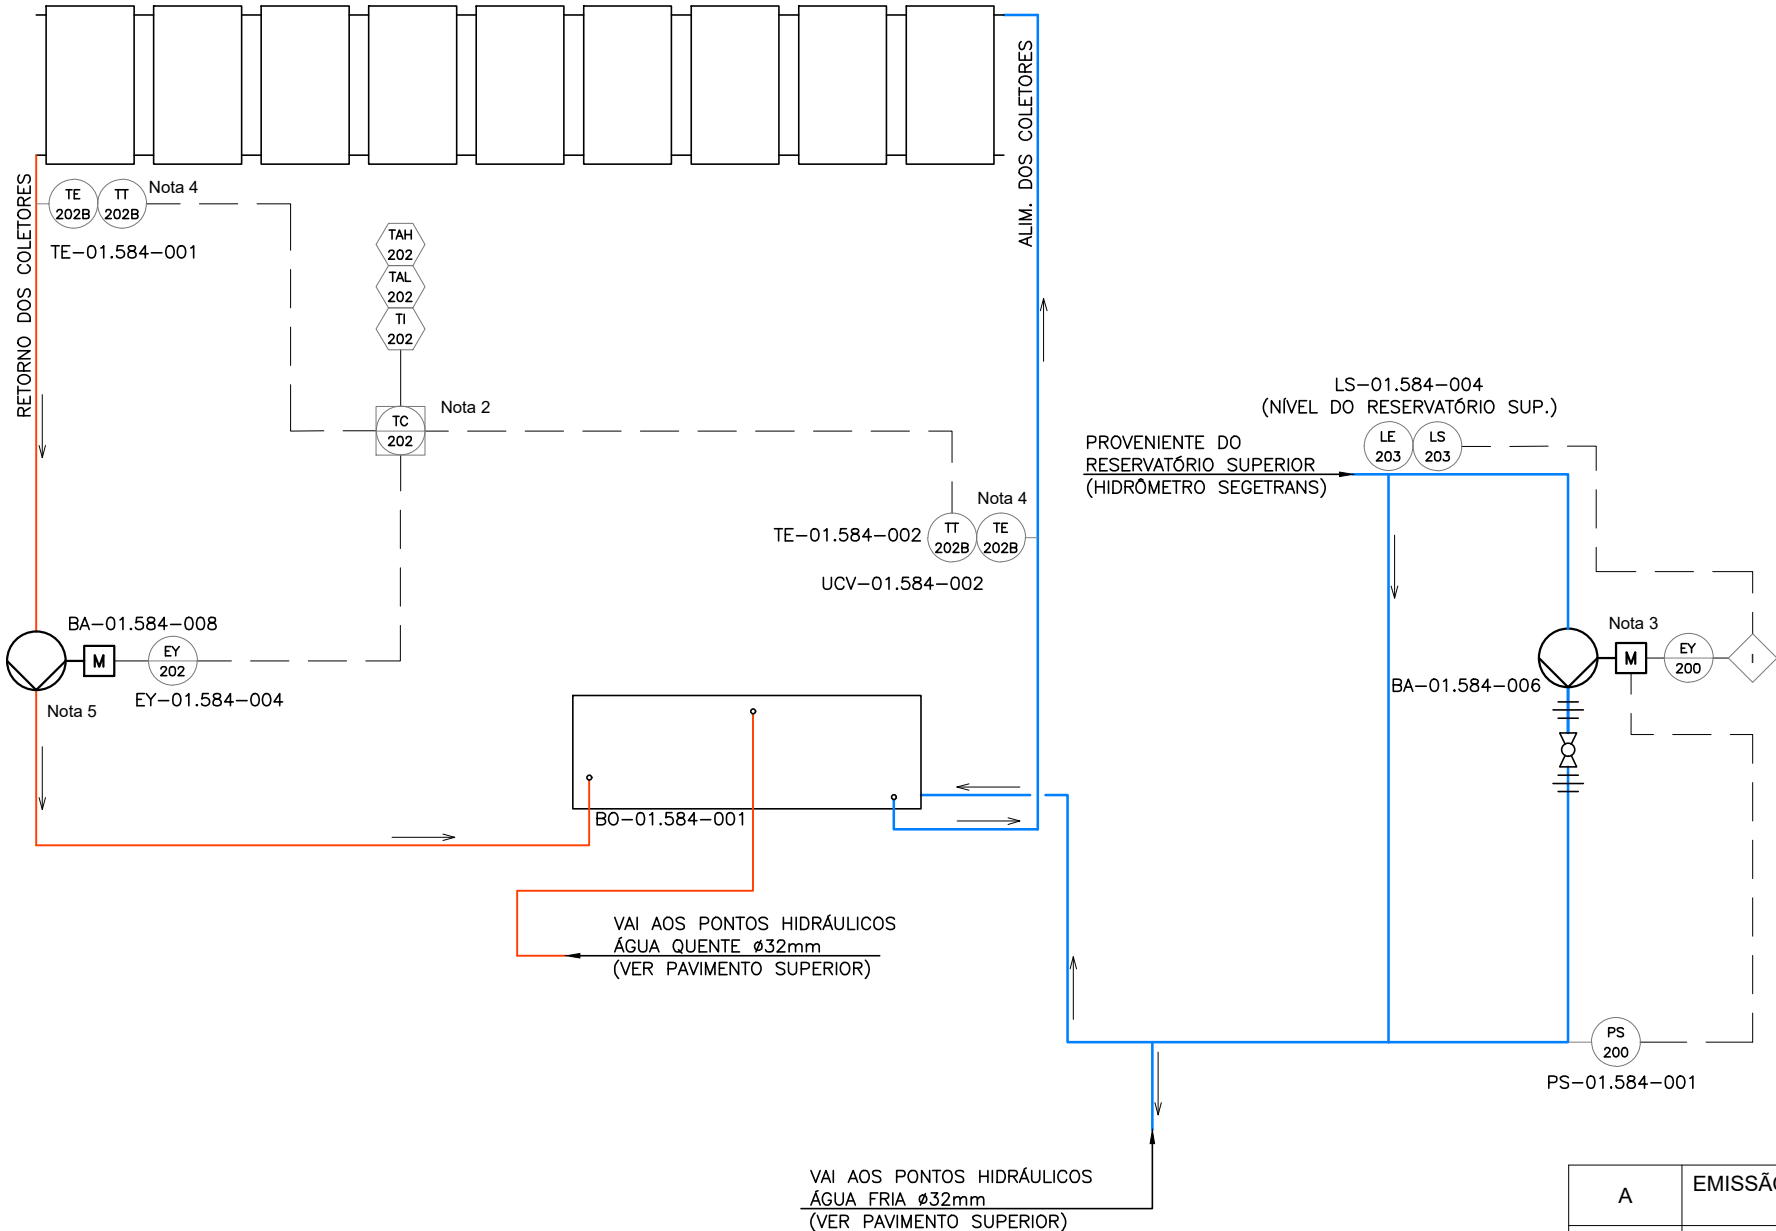 RETORNO DOS COLETORES
ALIM. DOS COLETORES
TE
202B
TT
202B
Nota 4
TE-01.584-001
TAH
202
TAL
202
TI
202
TC
202
Nota 2
LS-01.584-004
(NÍVEL DO RESERVATÓRIO SUP.)
LE
203
LS
203
PROVENIENTE DO
RESERVATÓRIO SUPERIOR
(HIDRÔMETRO SEGETRANS)
Nota 4
TE-01.584-002
TT
202B
TE
202B
UCV-01.584-002
BA-01.584-008
M
EY
202
EY-01.584-004
Nota 5
Nota 3
M
EY
200
I
BA-01.584-006
BO-01.584-001
VAI AOS PONTOS HIDRÁULICOS
ÁGUA QUENTE ø32mm
(VER PAVIMENTO SUPERIOR)
PS
200
PS-01.584-001
VAI AOS PONTOS HIDRÁULICOS
ÁGUA FRIA ø32mm
(VER PAVIMENTO SUPERIOR)
A